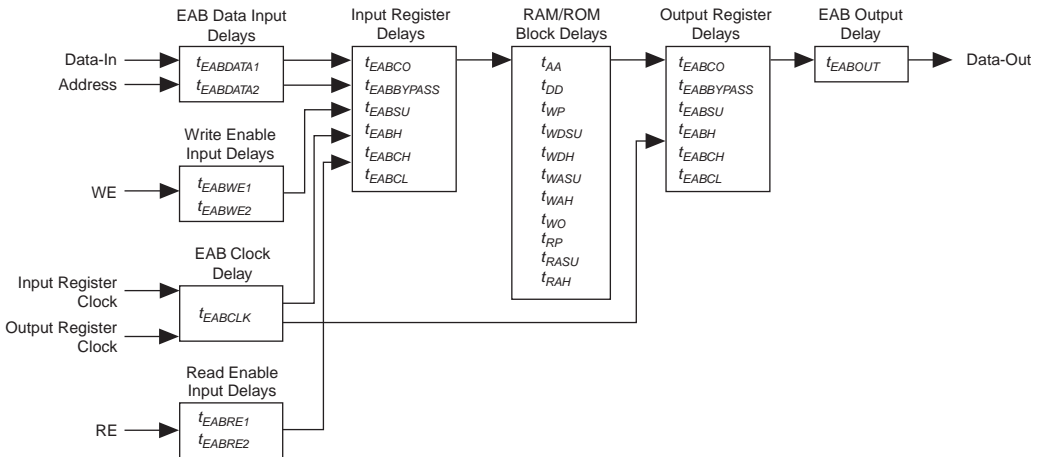 EAB Data Input
Delays
Data-In
Address
tEABDATA1
tEABDATA2
Write Enable
Input Delays
WE
tEABWE1
tEABWE2
EAB Clock
Delay
Input Register
Clock
Output Register
Clock
tEABCLK
Read Enable
Input Delays
RE
tEABRE1
tEABRE2
Input Register
Delays
tEABCO
tEABBYPASS
tEABSU
tEABH
tEABCH
tEABCL
RAM/ROM
Block Delays
tAA
tDD
tWP
tWDSU
tWDH
tWASU
tWAH
tWO
tRP
tRASU
tRAH
Output Register
Delays
tEABCO
tEABBYPASS
tEABSU
tEABH
tEABCH
tEABCL
EAB Output
Delay
tEABOUT
Data-Out